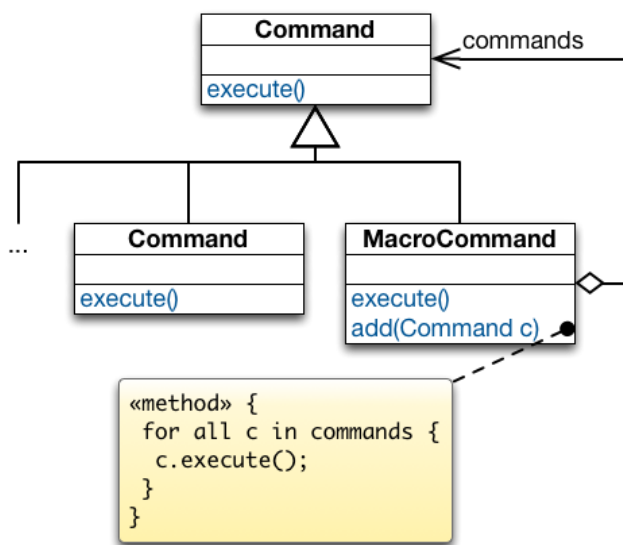 Command
commands
execute()
...
Command
MacroCommand
execute()
execute()
add(Command c)
«method» {
for all c in commands {
c.execute();
}
}